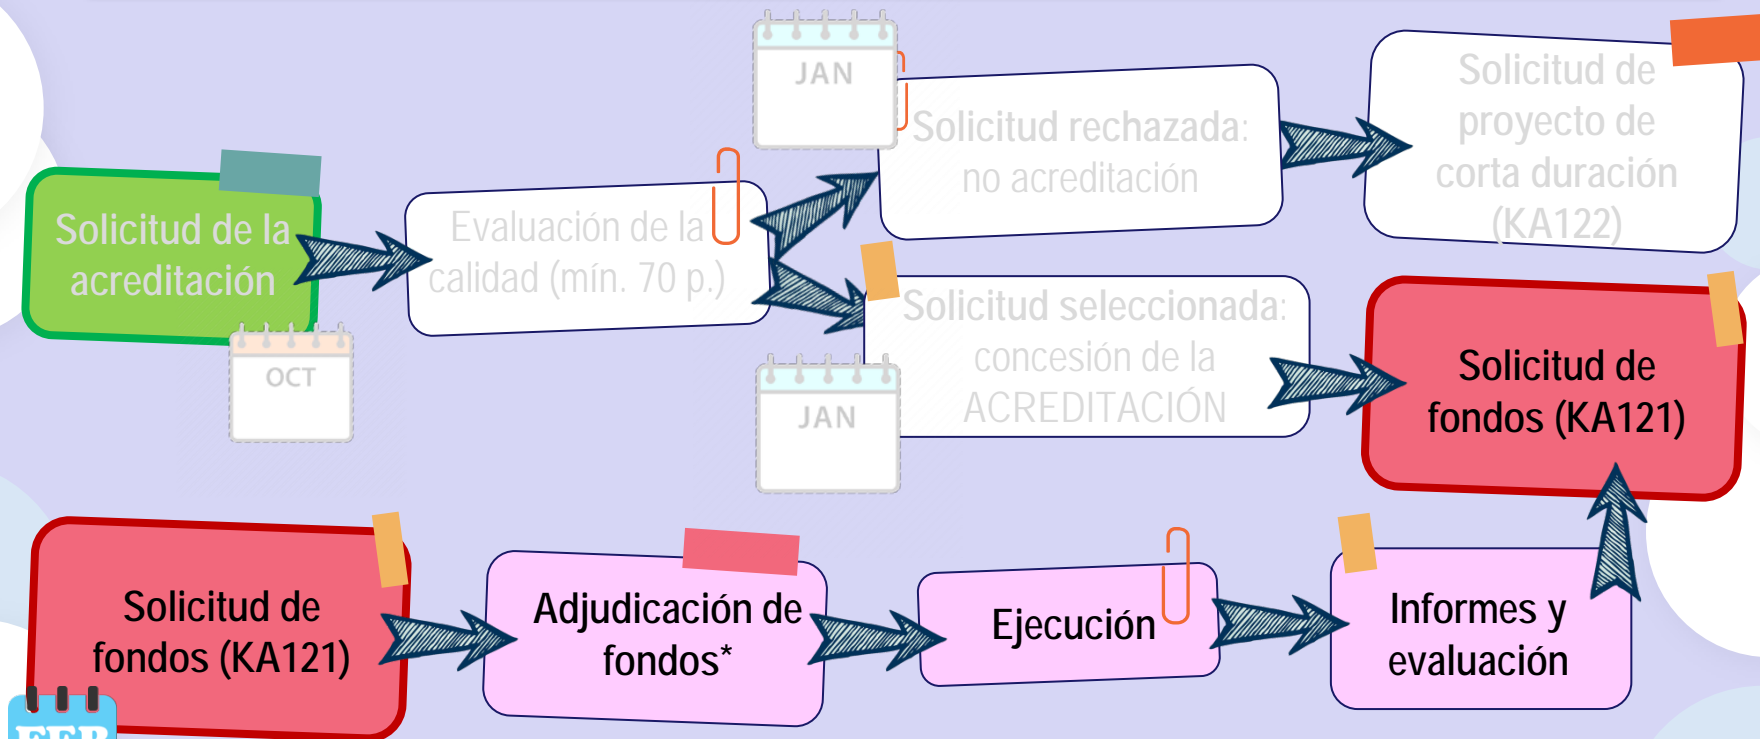 Solicitud de la
acreditación
OCT
Evaluación de la
calidad (mín. 70 p.)
JAN
Solicitud rechazada:
no acreditación
Solicitud de
proyecto de
corta duración
(KA122)
JAN
Solicitud seleccionada:
concesión de la
ACREDITACIÓN
Solicitud de
fondos (KA121)
Solicitud de
fondos (KA121)
FEB
Adjudicación de
fondos*
Ejecución
Informes y
evaluación